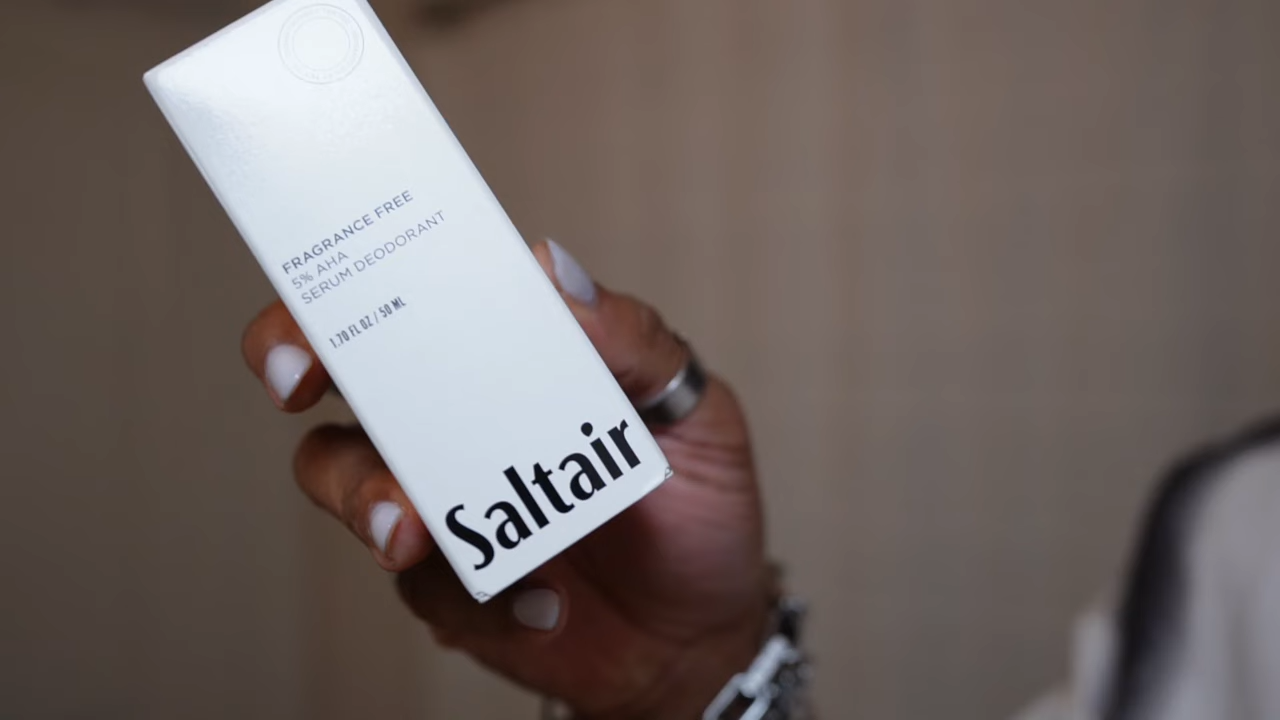 FRAGRANCE FREE
5% AHA
SERUM DEODORANT
1.70 FL OZ / 50 ML
Saltair